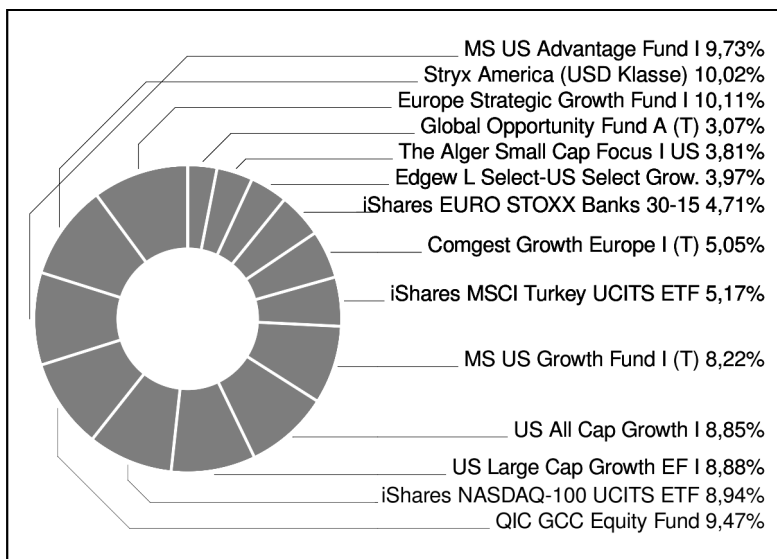 MS US Advantage Fund I 9,73%
Stryx America (USD Klasse) 10,02%
Europe Strategic Growth Fund I 10,11%
Global Opportunity Fund A (T) 3,07%
The Alger Small Cap Focus I US 3,81%
Edgew L Select-US Select Grow. 3,97%
iShares EURO STOXX Banks 30-15 4,71%
Comgest Growth Europe I (T) 5,05%
iShares MSCI Turkey UCITS ETF 5,17%
MS US Growth Fund I (T) 8,22%
US All Cap Growth I 8,85%
US Large Cap Growth EF I 8,88%
iShares NASDAQ-100 UCITS ETF 8,94%
QIC GCC Equity Fund 9,47%